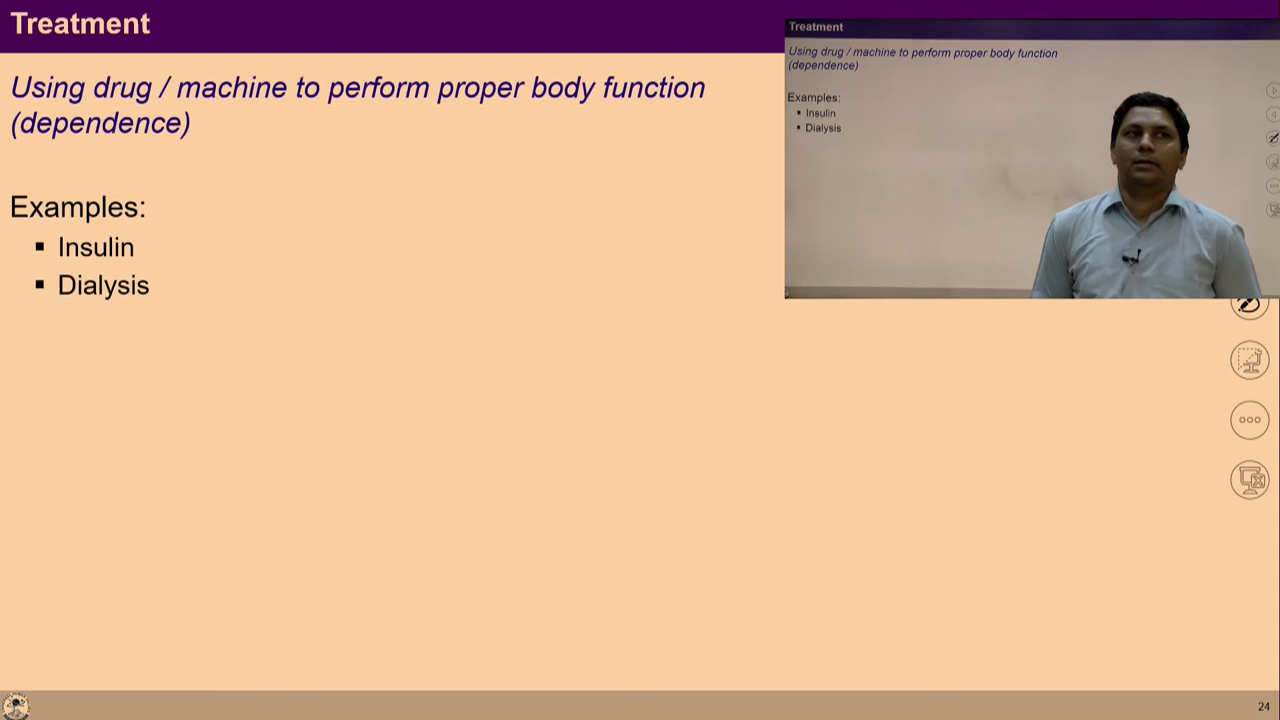 Treatment
Using drug / machine to perform proper body function
(dependence)
Examples:
▪ Insulin
▪ Dialysis
Treatment
Using drug / machine to perform proper body function
(dependence)
Examples:
▪ Insulin
▪ Dialysis
24